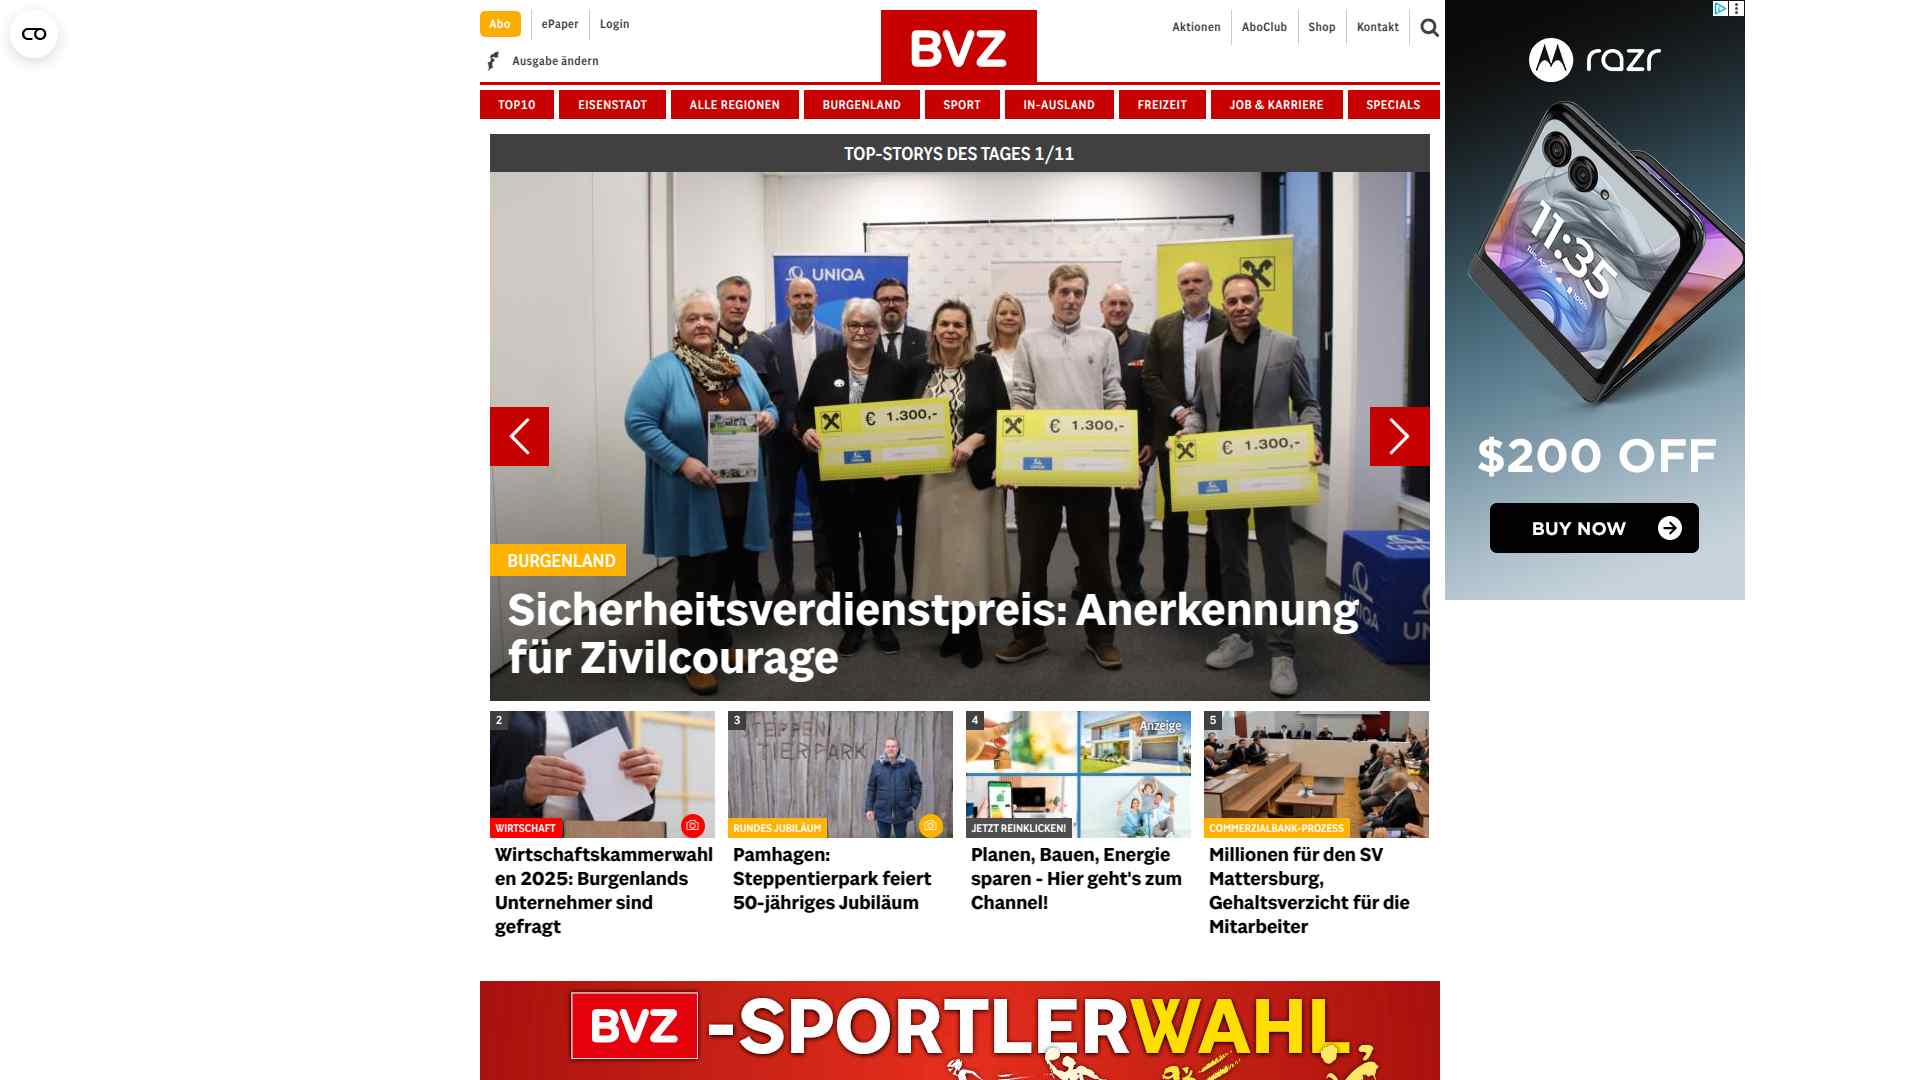 Abo
ePaper
Login
Aktionen
AboClub
Shop
Kontakt
Ausgabe ändern
BVZ
TOP10
EISENSTADT
ALLE REGIONEN
BURGENLAND
SPORT
IN-AUSLAND
FREIZEIT
JOB & KARRIERE
SPECIALS
TOP-STORYS DES TAGES 1/11
UNIQA
€ 1.300,-
€ 1.300,-
€ 1.300,-
UNIQA
BURGENLAND
Sicherheitsverdienstpreis: Anerkennung
für Zivilcourage
2
WIRTSCHAFT
Wirtschaftskammerwahl
en 2025: Burgenlands
Unternehmer sind
gefragt
3
STEPPEN
TIERPARK
RUNDES JUBILÄUM
Pamhagen:
Steppentierpark feiert
50-jähriges Jubiläum
4
Anzeige
JETZT REINKLICKEN!
Planen, Bauen, Energie
sparen - Hier geht's zum
Channel!
5
COMMERZIALBANK-PROZESS
Millionen für den SV
Mattersburg,
Gehaltsverzicht für die
Mitarbeiter
BVZ-SPORTLERWAHL
razr
11:35
$200 OFF
BUY NOW